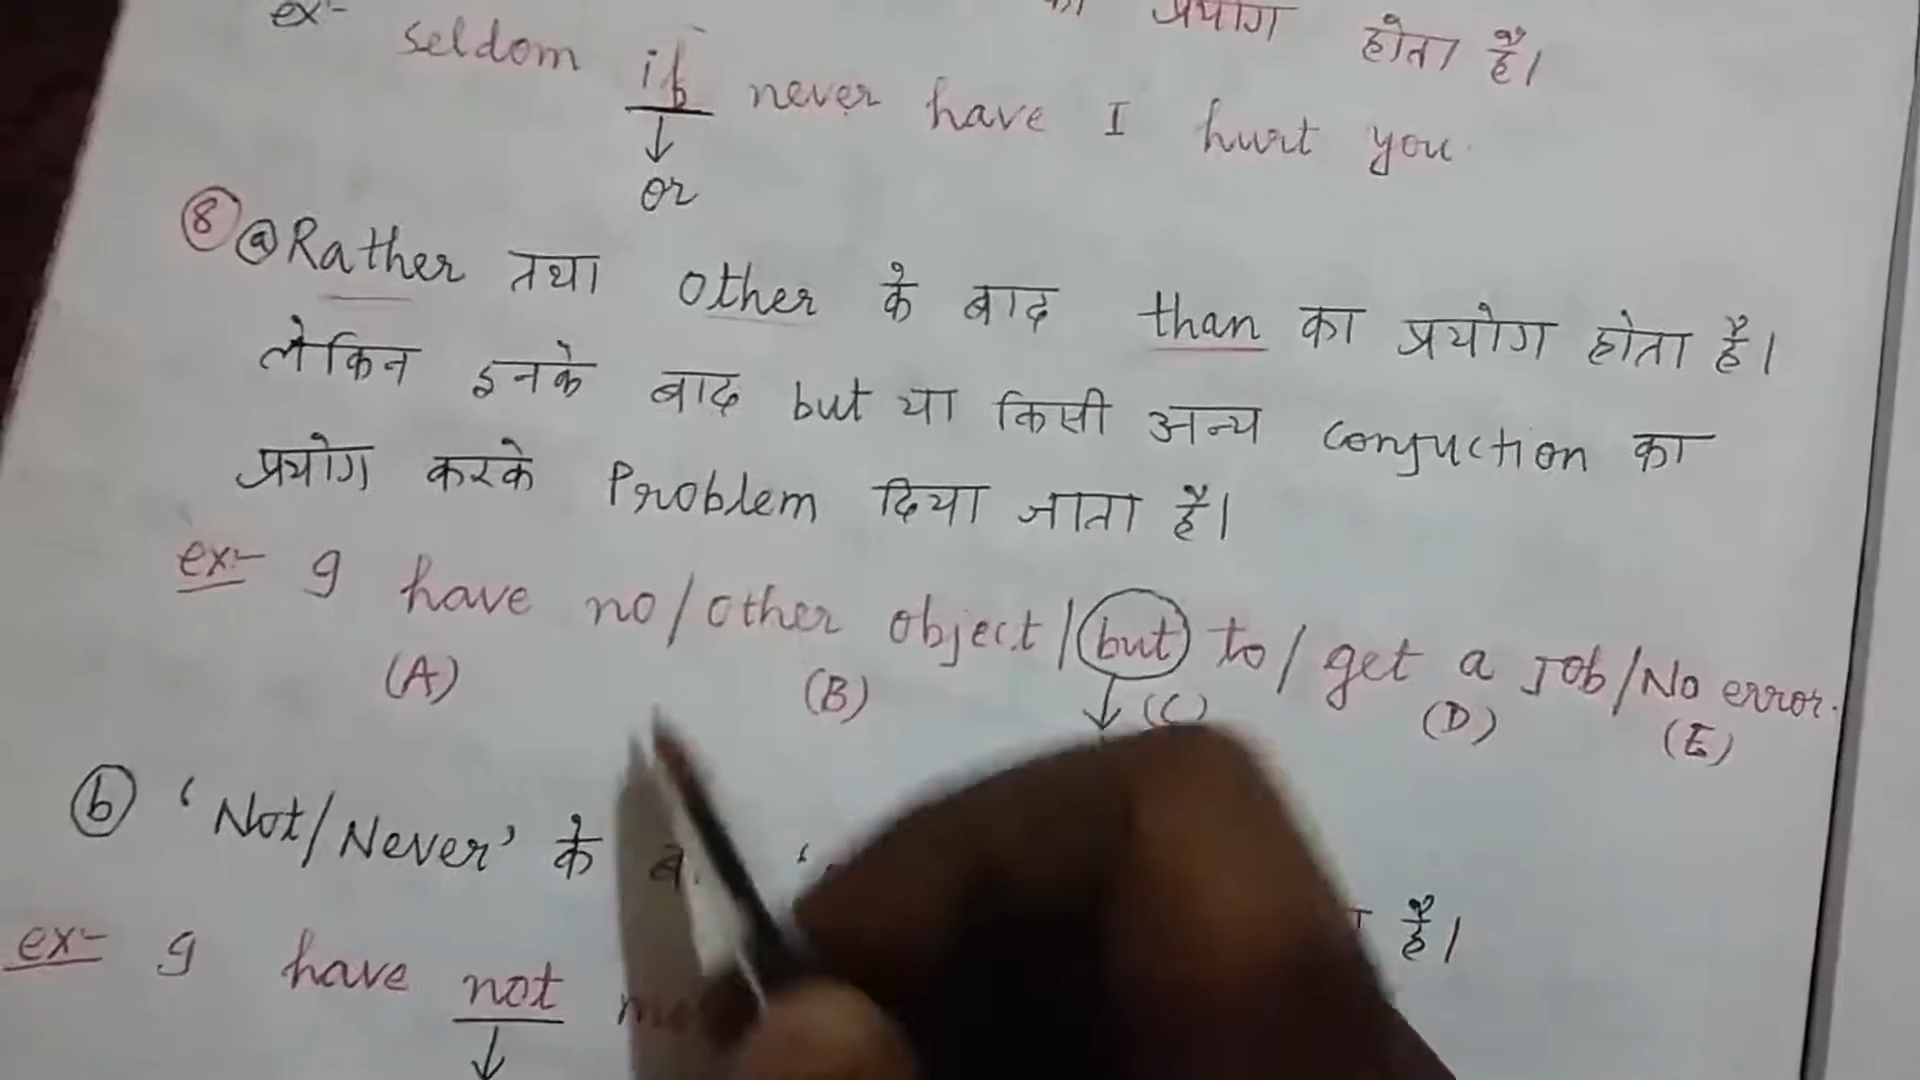 ex- का प्रयोग होता है।
seldom if never have I hurt you
or
8 a Rather तथा other के बाद than का प्रयोग होता है।
लेकिन इनके बाद but या किसी अन्य conjuction का
प्रयोग करके Problem दिया जाता है।
ex- I have no/other object/but to/get a Job/No error.
(A) (B) (C) (D) (E)
b 'Not/Never' के है।
ex- I have not